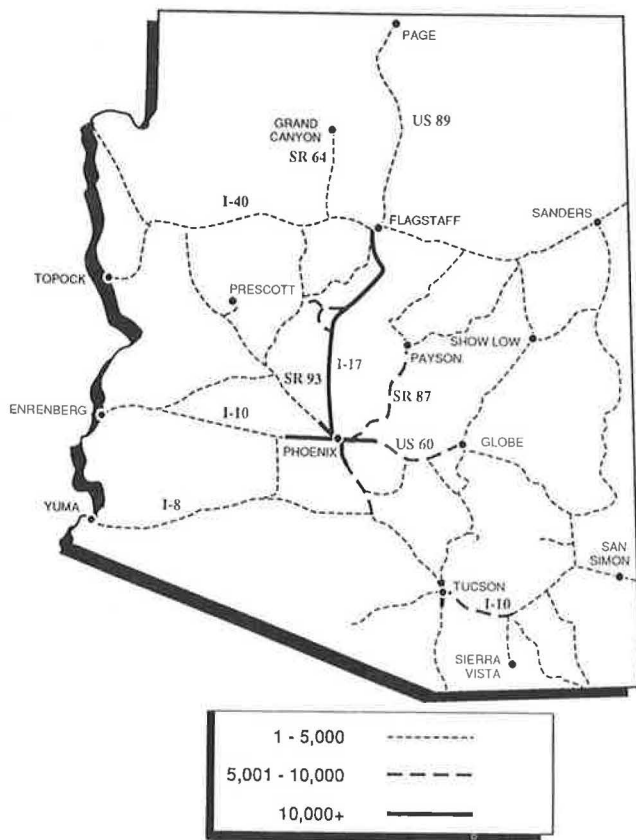 PAGE
US 89
GRAND
CANYON
SR 64
I-40
FLAGSTAFF
SANDERS
TOPOCK
PRESCOTT
SHOW LOW
PAYSON
I-17
SR 93
SR 87
ENRENBERG
I-10
US 60
PHOENIX
GLOBE
I-8
YUMA
SAN
SIMON
TUCSON
I-10
SIERRA
VISTA
1 - 5,000
5,001 - 10,000
10,000+